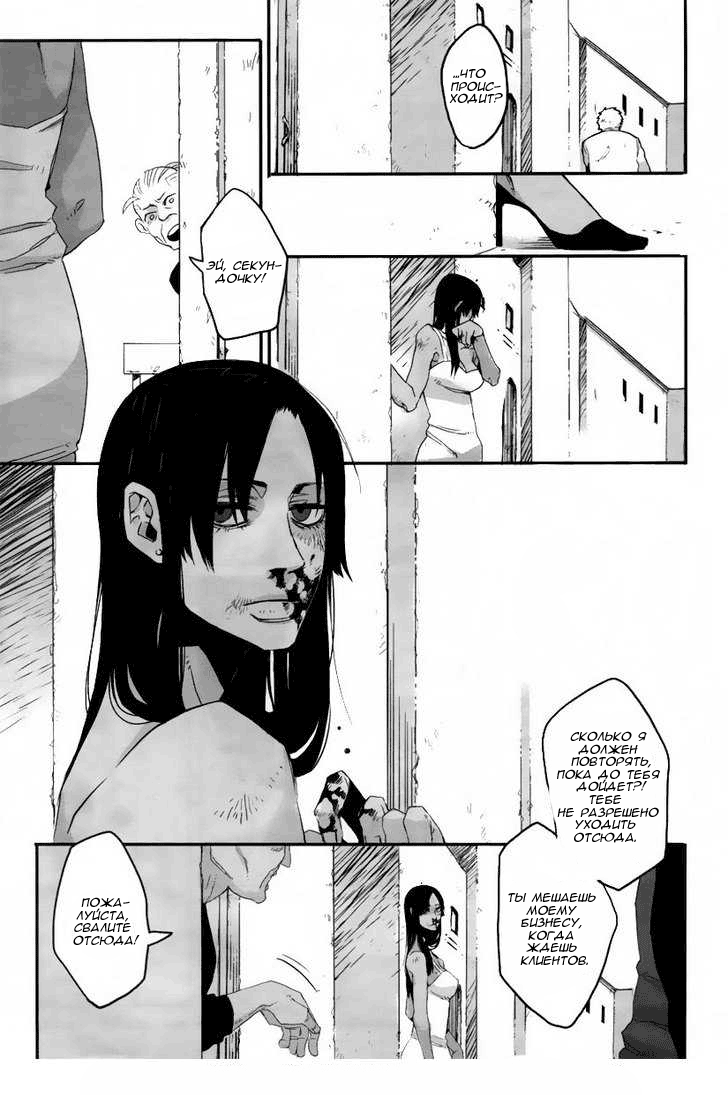 ...ЧТО
ПРОИС-
ХОДИТ?
ЭЙ, СЕКУН-
ДОЧКУ!
СКОЛЬКО Я
ДОЛЖЕН
ПОВТОРЯТЬ,
ПОКА ДО ТЕБЯ
ДОЙДЕТ?!
ТЕБЕ
НЕ РАЗРЕШЕНО
УХОДИТЬ
ОТСЮДА.
ТЫ МЕШАЕШЬ
МОЕМУ
БИЗНЕСУ,
КОГДА
ЖДЕШЬ
КЛИЕНТОВ.
ПОЖА-
ЛУЙСТА,
СВАЛИТЕ
ОТСЮДА!